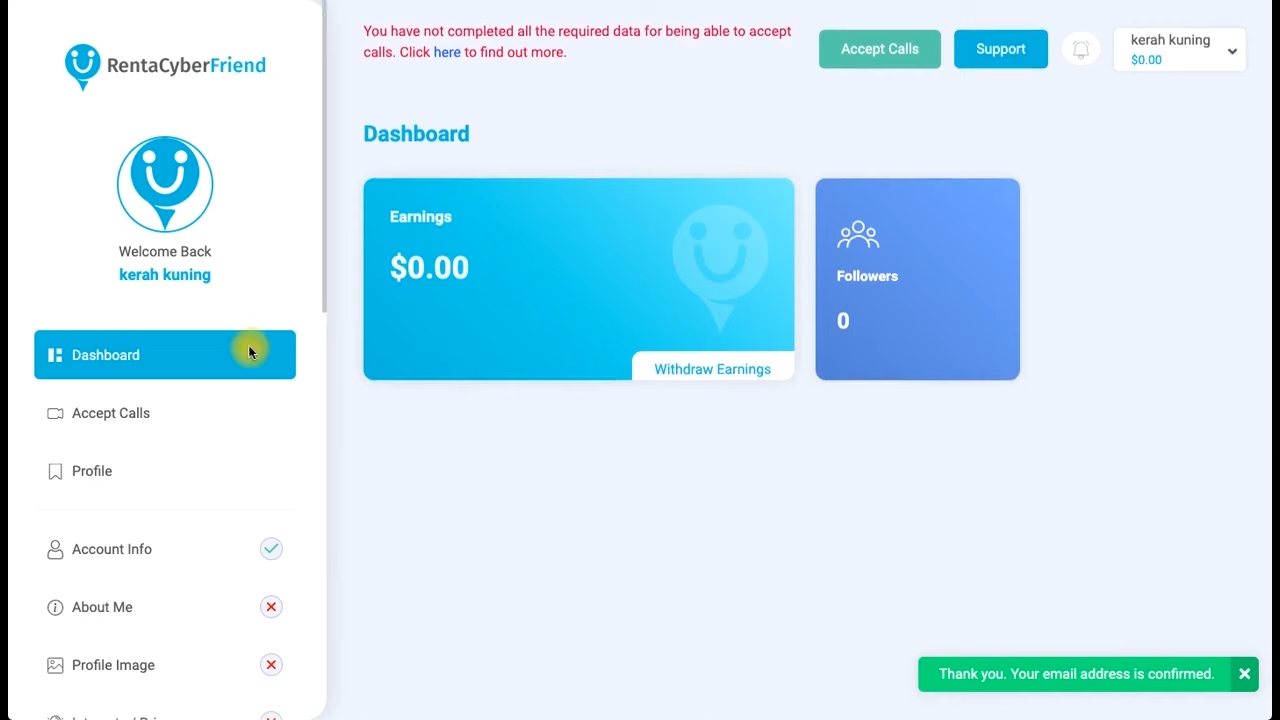 RentaCyberFriend
Welcome Back
kerah kuning
Dashboard
Accept Calls
Profile
Account Info
About Me
Profile Image
You have not completed all the required data for being able to accept
calls. Click here to find out more.
Accept Calls
Support
kerah kuning
$0.00
Dashboard
Earnings
$0.00
Withdraw Earnings
Followers
0
Thank you. Your email address is confirmed.